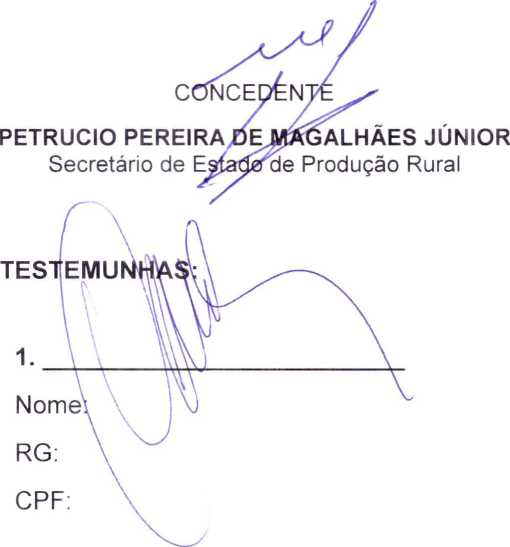 CONCEDENTE
PETRUCIO PEREIRA DE MAGALHÃES JÚNIOR
Secretário de Estado de Produção Rural
TESTEMUNHAS:
1.
Nome:
RG:
CPF: